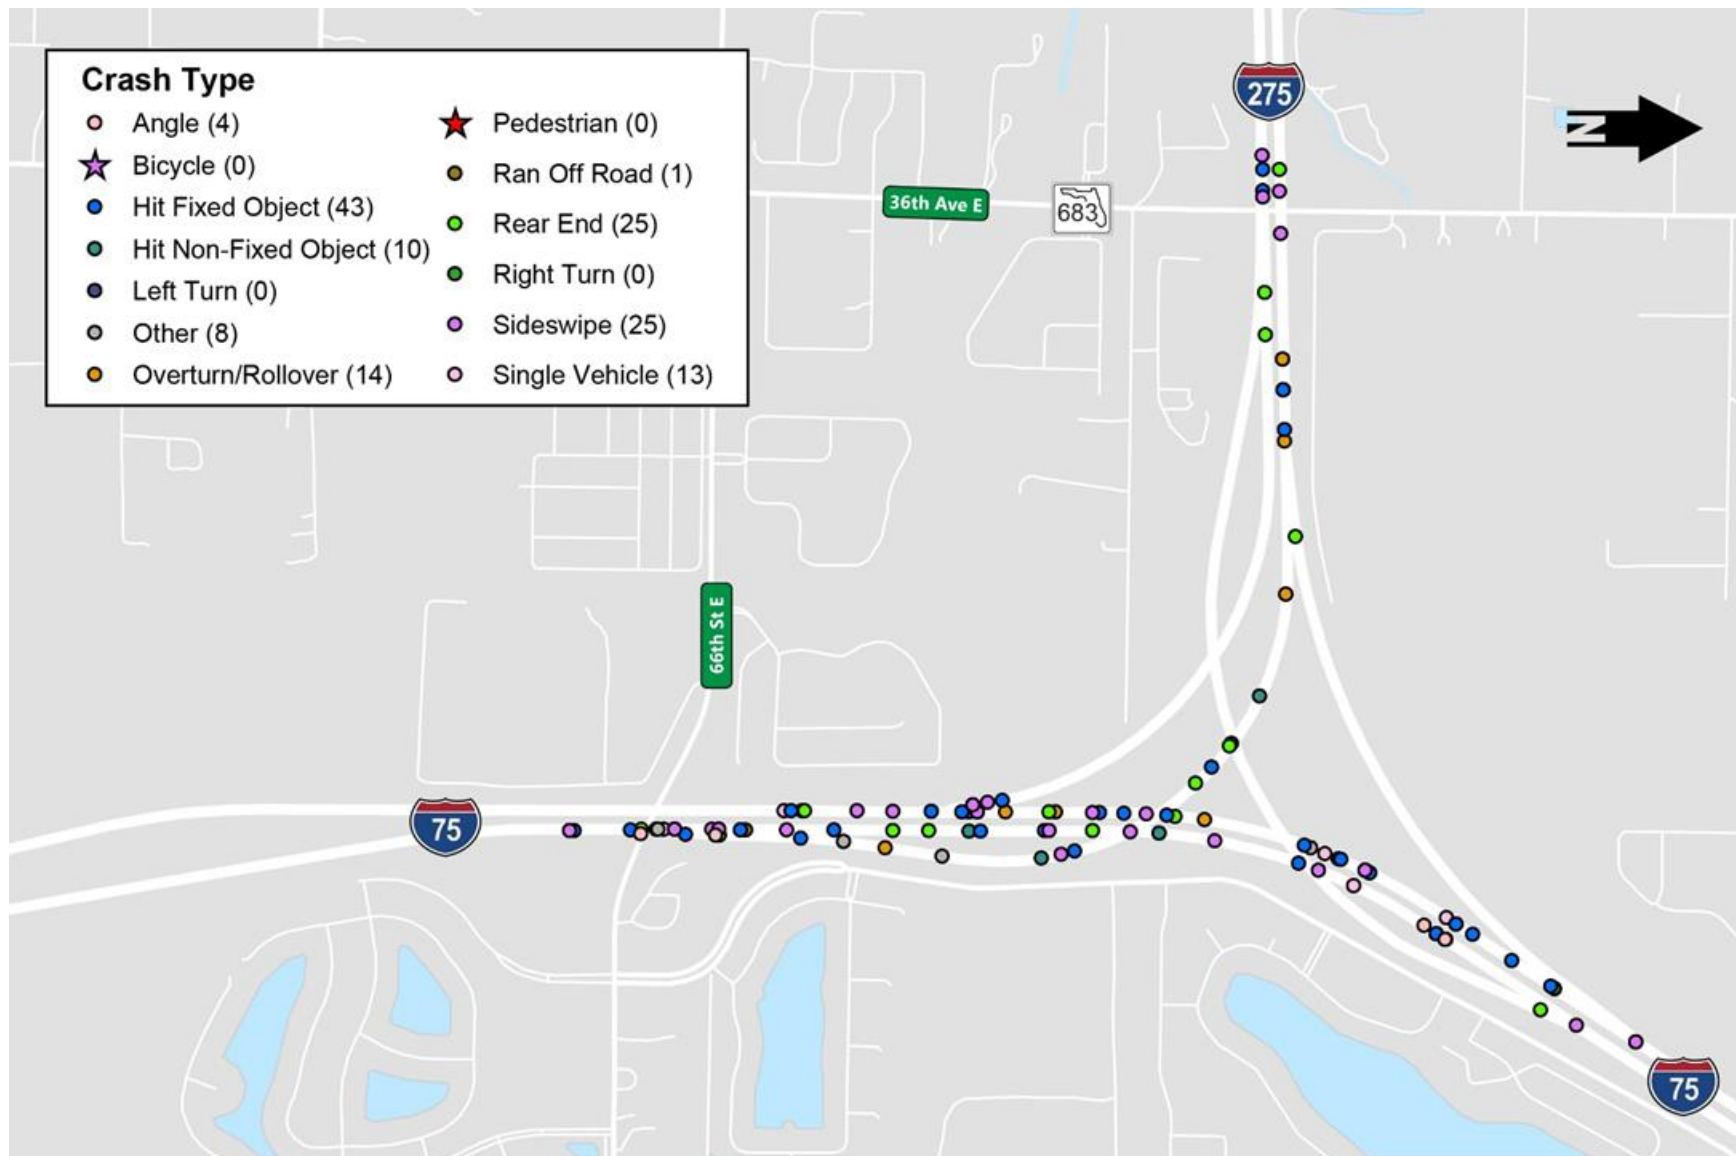 Crash Type
Angle (4)
Bicycle (0)
Hit Fixed Object (43)
Hit Non-Fixed Object (10)
Left Turn (0)
Other (8)
Overturn/Rollover (14)
Pedestrian (0)
Ran Off Road (1)
Rear End (25)
Right Turn (0)
Sideswipe (25)
Single Vehicle (13)
275
N
36th Ave E
683
66th St E
75
75